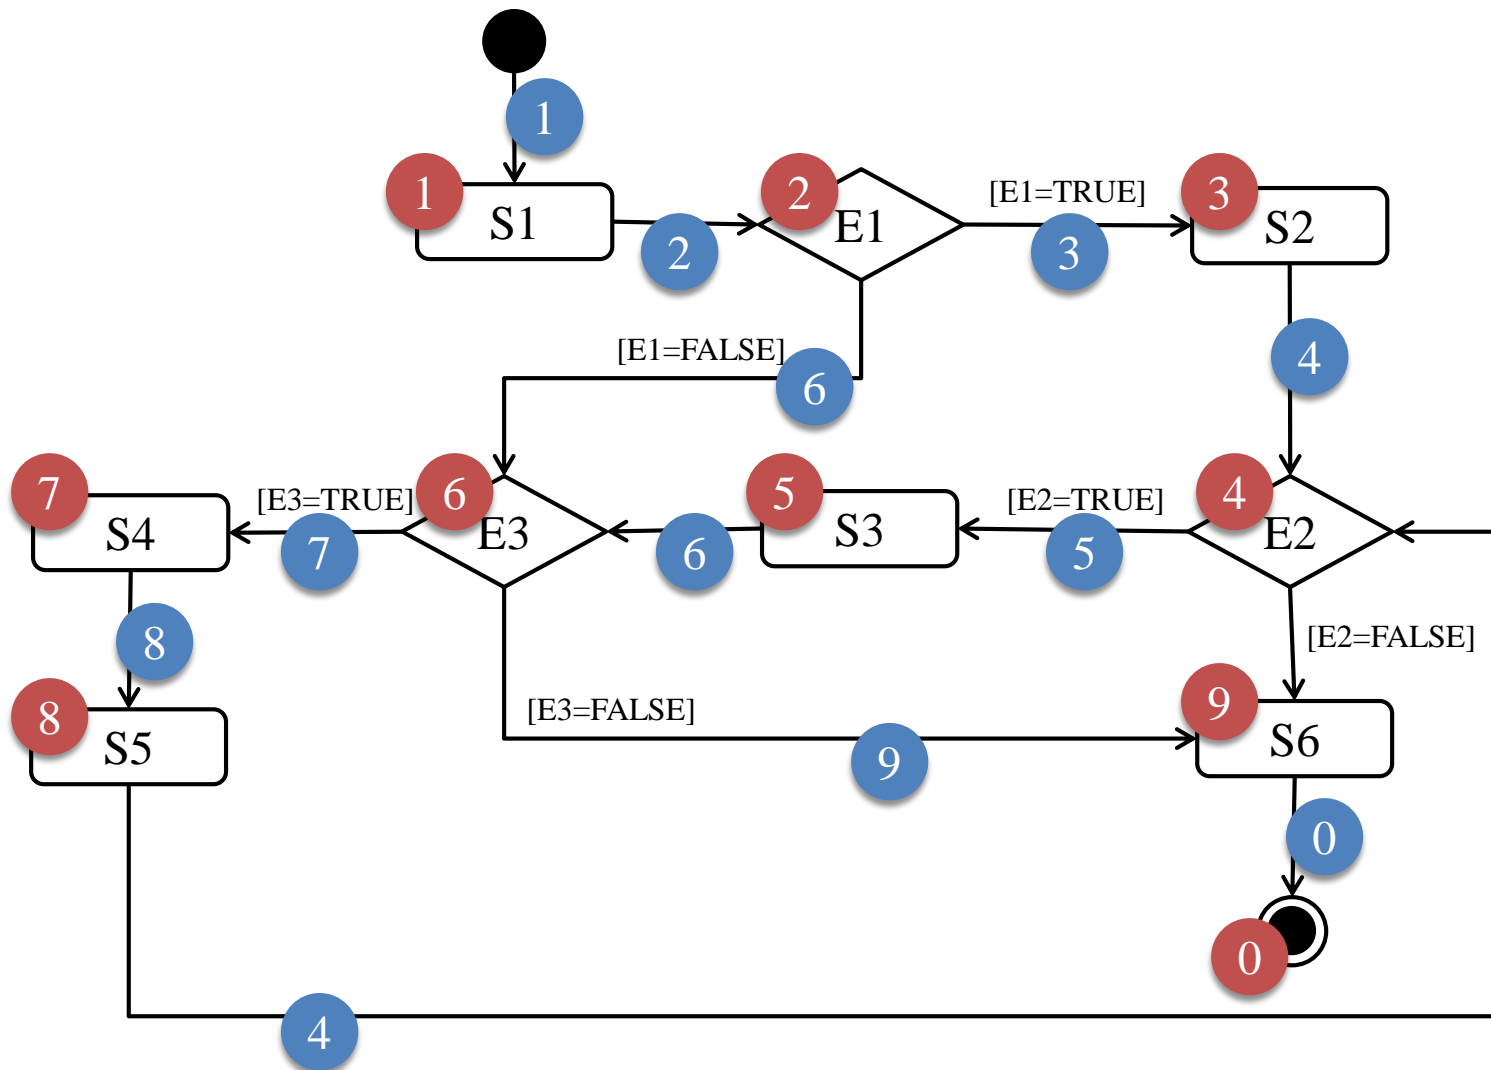 1
1
S1
2
2
E1
[E1=TRUE]
3
3
S2
[E1=FALSE]
6
4
7
S4
[E3=TRUE]
7
6
E3
6
5
S3
[E2=TRUE]
5
4
E2
8
[E2=FALSE]
8
S5
[E3=FALSE]
9
9
S6
0
0
4